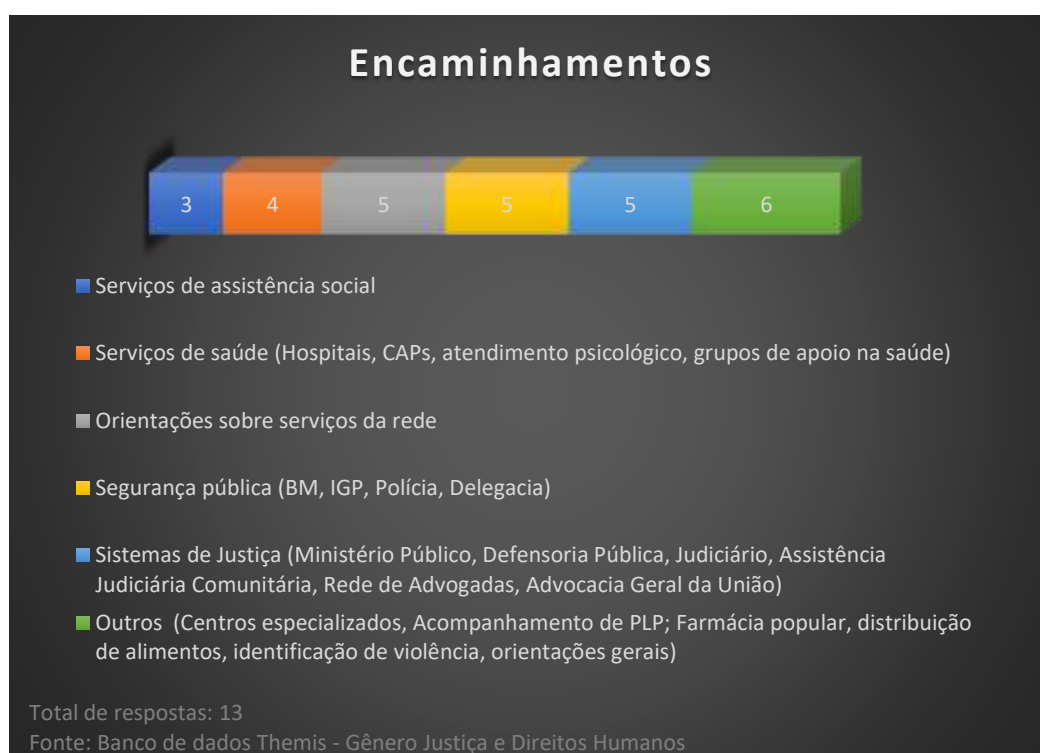 Encaminhamentos
3 4 5 5 5 6
Serviços de assistência social
Serviços de saúde (Hospitais, CAPs, atendimento psicológico, grupos de apoio na saúde)
Orientações sobre serviços da rede
Segurança pública (BM, IGP, Polícia, Delegacia)
Sistemas de Justiça (Ministério Público, Defensoria Pública, Judiciário, Assistência
Judiciária Comunitária, Rede de Advogadas, Advocacia Geral da União)
Outros (Centros especializados, Acompanhamento de PLP; Farmácia popular, distribuição
de alimentos, identificação de violência, orientações gerais)
Total de respostas: 13
Fonte: Banco de dados Themis - Gênero Justiça e Direitos Humanos